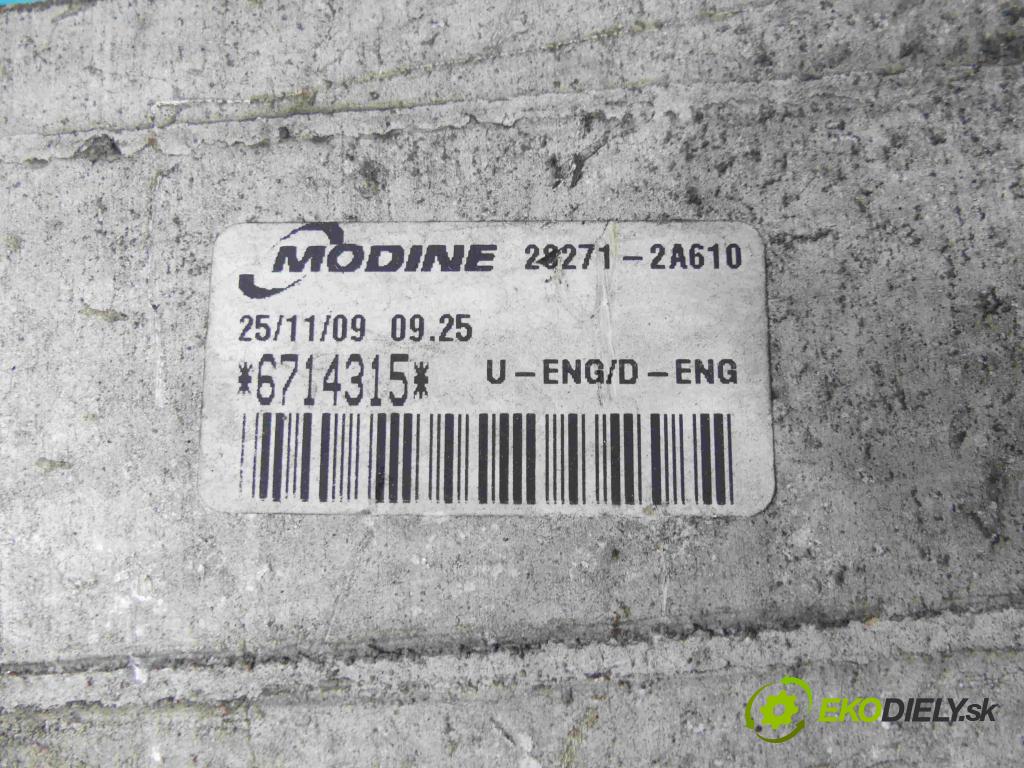 MODINE 28271-2A610
25/11/09 09.25
*6714315* U-ENG/D-ENG
EKODIELY.sk